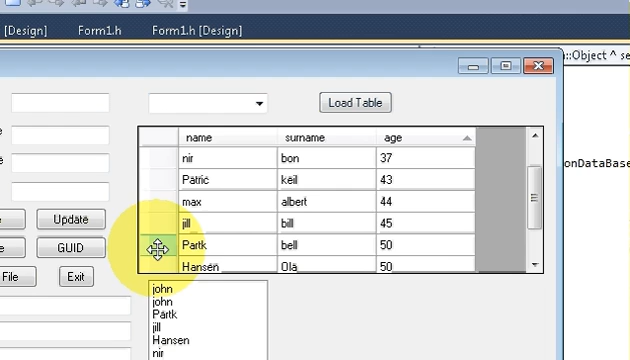 [Design] Form1.h Form1.h [Design]
::Object ^ se
Load Table
name surname age
nir bon 37
Patric keil 43
onDataBase
max albert 44
jill bill 45
Update
Partk bell 50
GUID
Hansen Ola 50
File Exit
john
john
Partk
jill
Hansen
nir